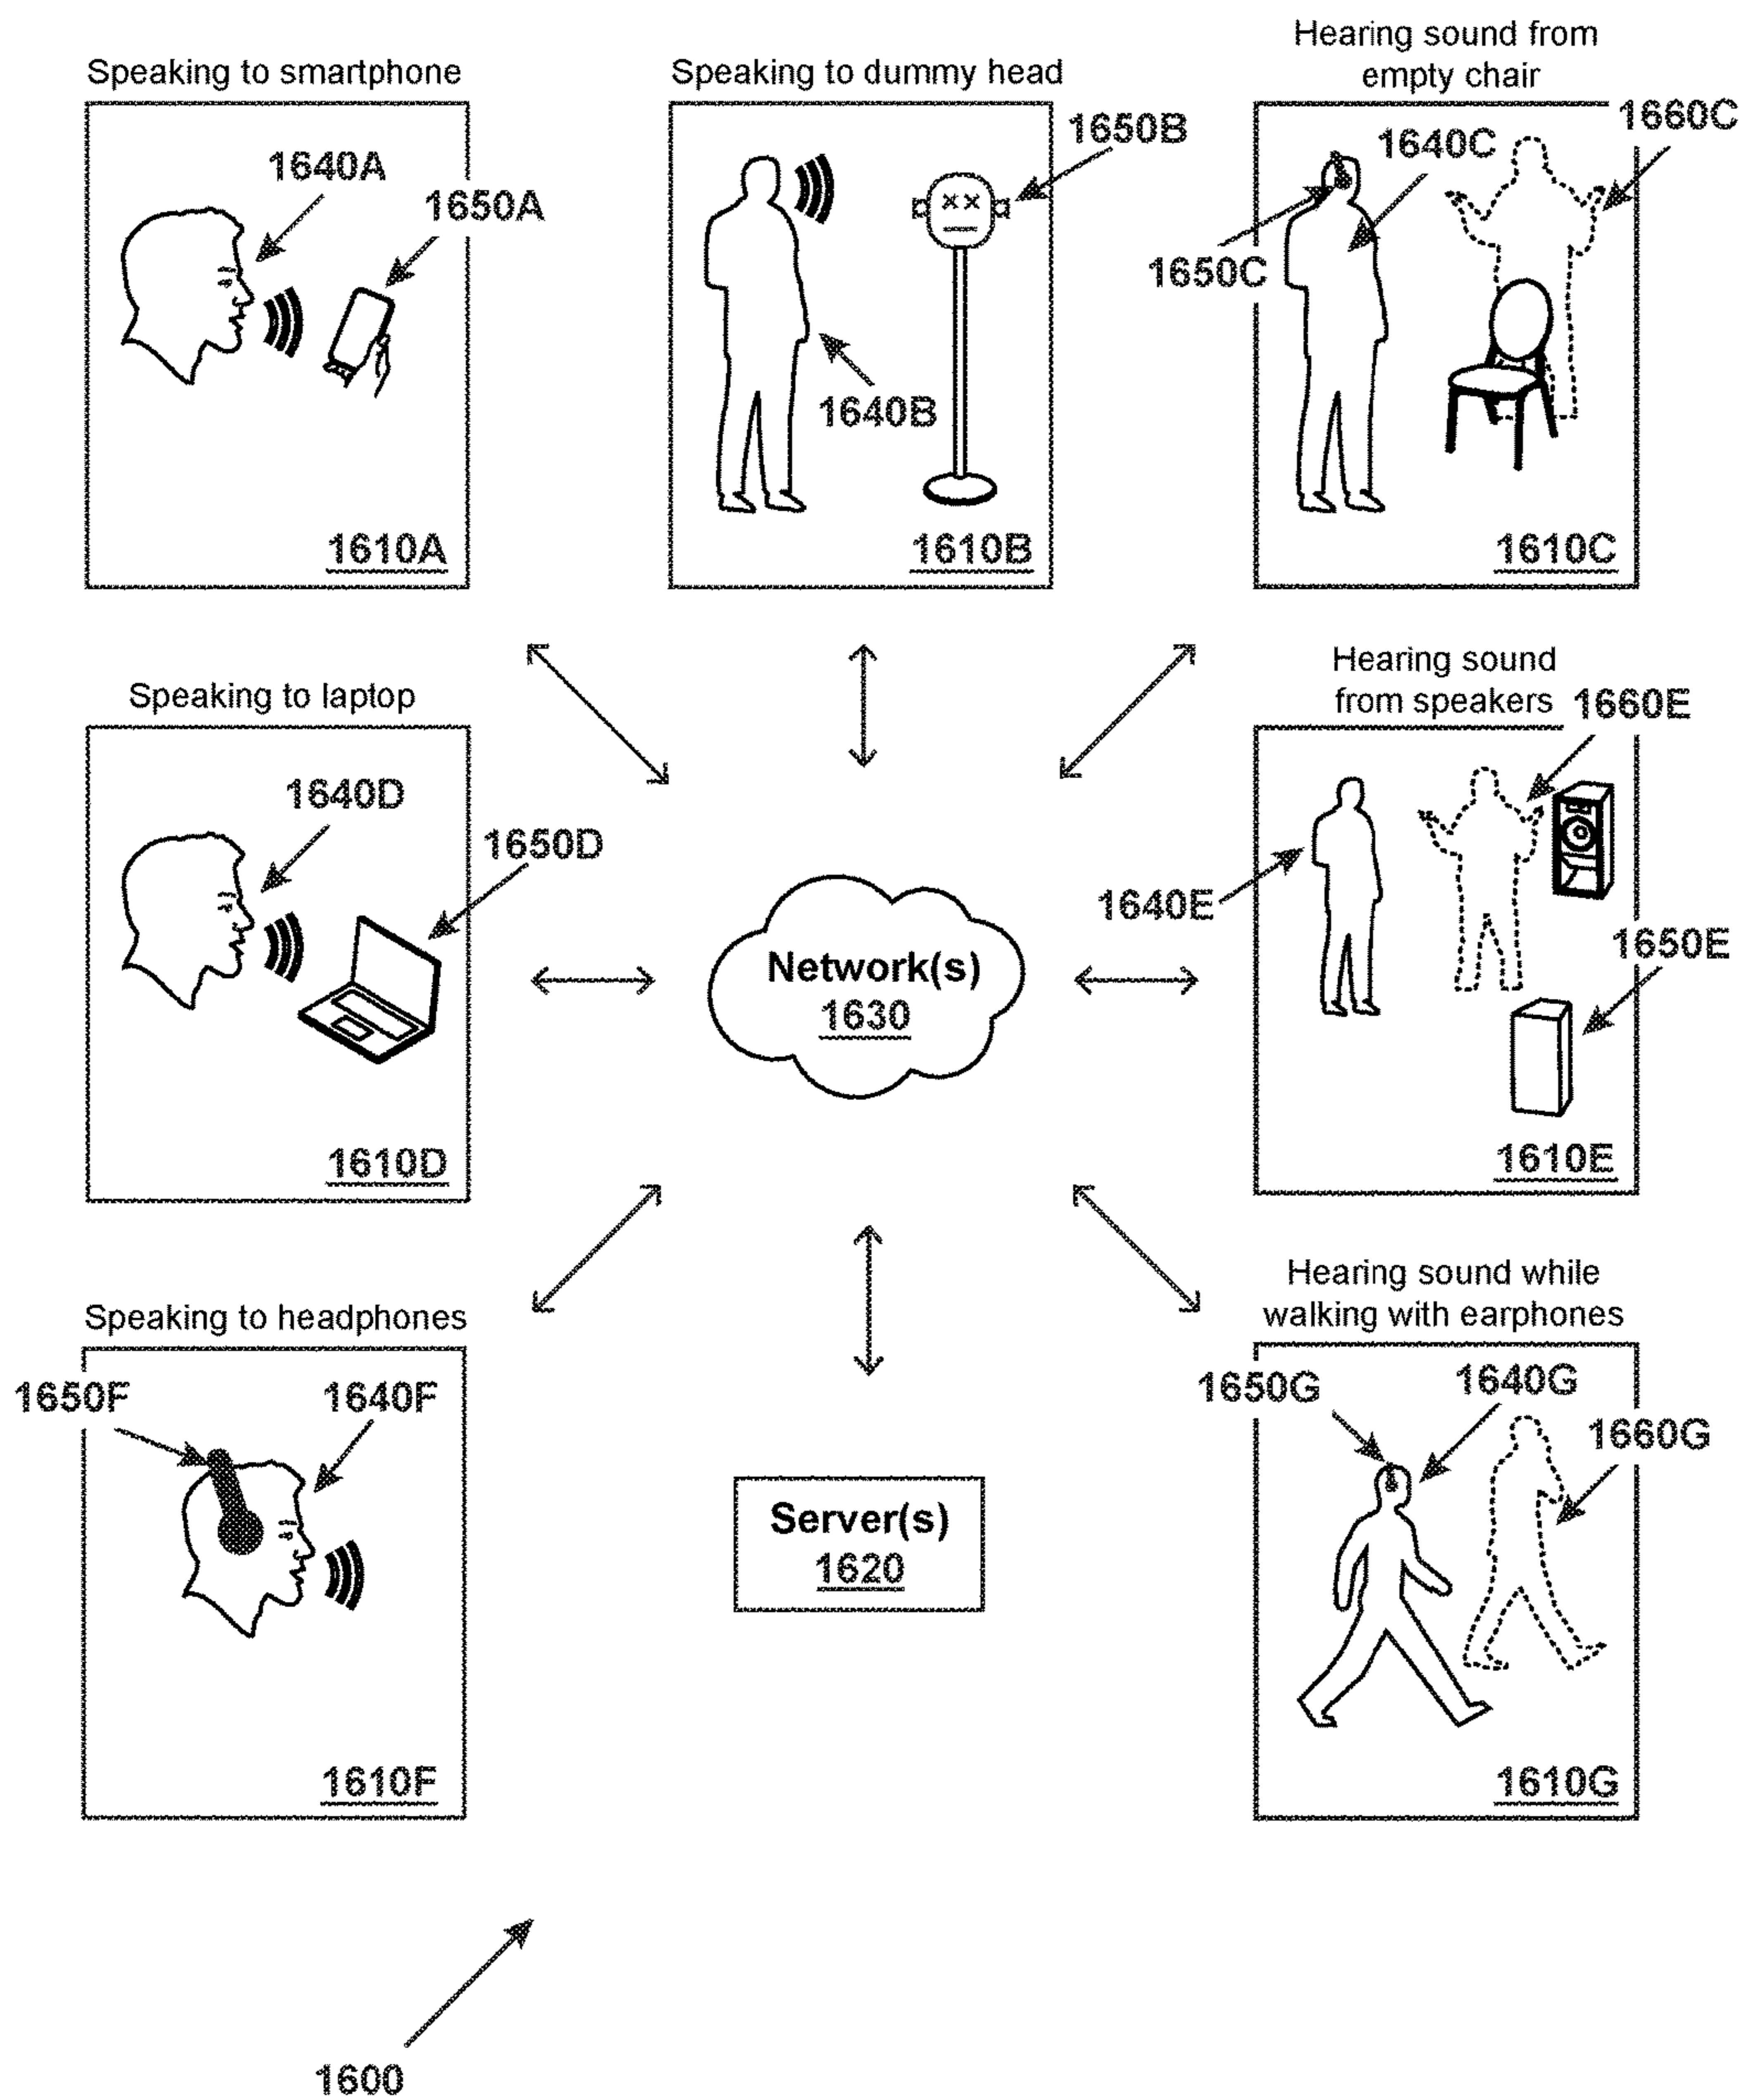 Speaking to smartphone
1640A
1650A
1610A
Speaking to dummy head
1650B
1640B
1610B
Hearing sound from
empty chair
1660C
1640C
1650C
1610C
Speaking to laptop
1640D
1650D
1610D
Network(s)
1630
Hearing sound
from speakers
1660E
1640E
1650E
1610E
Speaking to headphones
1650F
1640F
1610F
Server(s)
1620
Hearing sound while
walking with earphones
1650G
1640G
1660G
1610G
1600